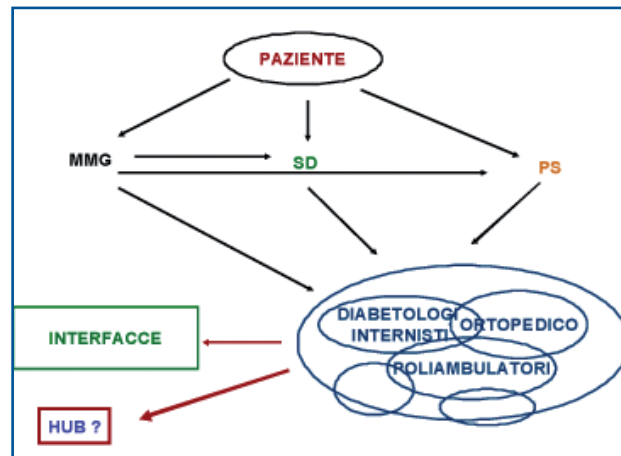 PAZIENTE
MMG
SD
PS
DIABETOLOGI
INTERNISTI
ORTOPEDICO
POLIAMBULATORI
INTERFACCE
HUB ?